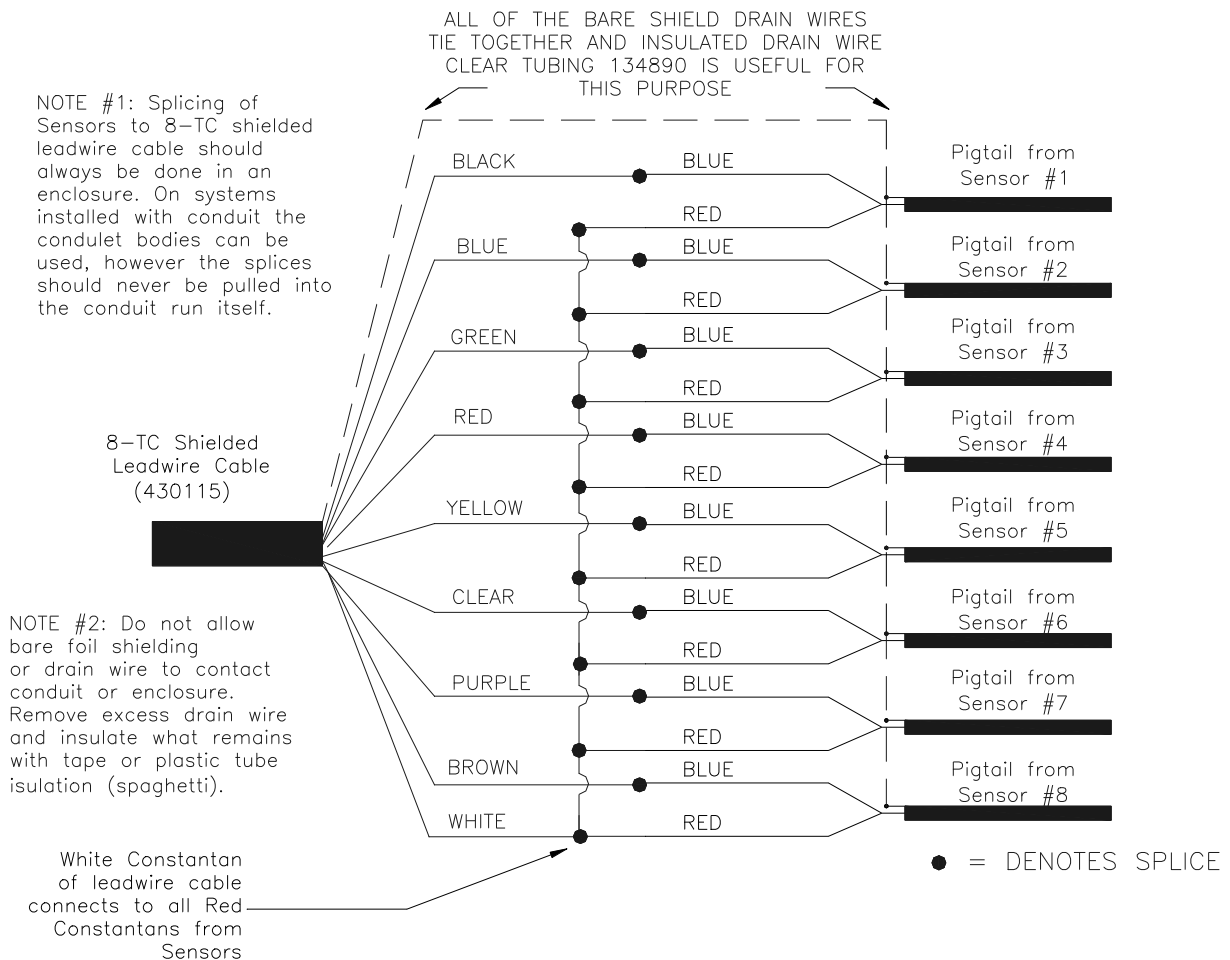 ALL OF THE BARE SHIELD DRAIN WIRES
TIE TOGETHER AND INSULATED DRAIN WIRE
CLEAR TUBING 134890 IS USEFUL FOR
THIS PURPOSE
NOTE #1: Splicing of
Sensors to 8-TC shielded
leadwire cable should
always be done in an
enclosure. On systems
installed with conduit the
condulet bodies can be
used, however the splices
should never be pulled into
the conduit run itself.
BLACK
BLUE
RED
Pigtail from
Sensor #1
BLUE
BLUE
RED
Pigtail from
Sensor #2
GREEN
BLUE
RED
Pigtail from
Sensor #3
RED
BLUE
RED
Pigtail from
Sensor #4
8-TC Shielded
Leadwire Cable
(430115)
YELLOW
BLUE
RED
Pigtail from
Sensor #5
CLEAR
BLUE
RED
Pigtail from
Sensor #6
NOTE #2: Do not allow
bare foil shielding
or drain wire to contact
conduit or enclosure.
Remove excess drain wire
and insulate what remains
with tape or plastic tube
isulation (spaghetti).
PURPLE
BLUE
RED
Pigtail from
Sensor #7
BROWN
BLUE
WHITE
RED
Pigtail from
Sensor #8
White Constantan
of leadwire cable
connects to all Red
Constantans from
Sensors
= DENOTES SPLICE